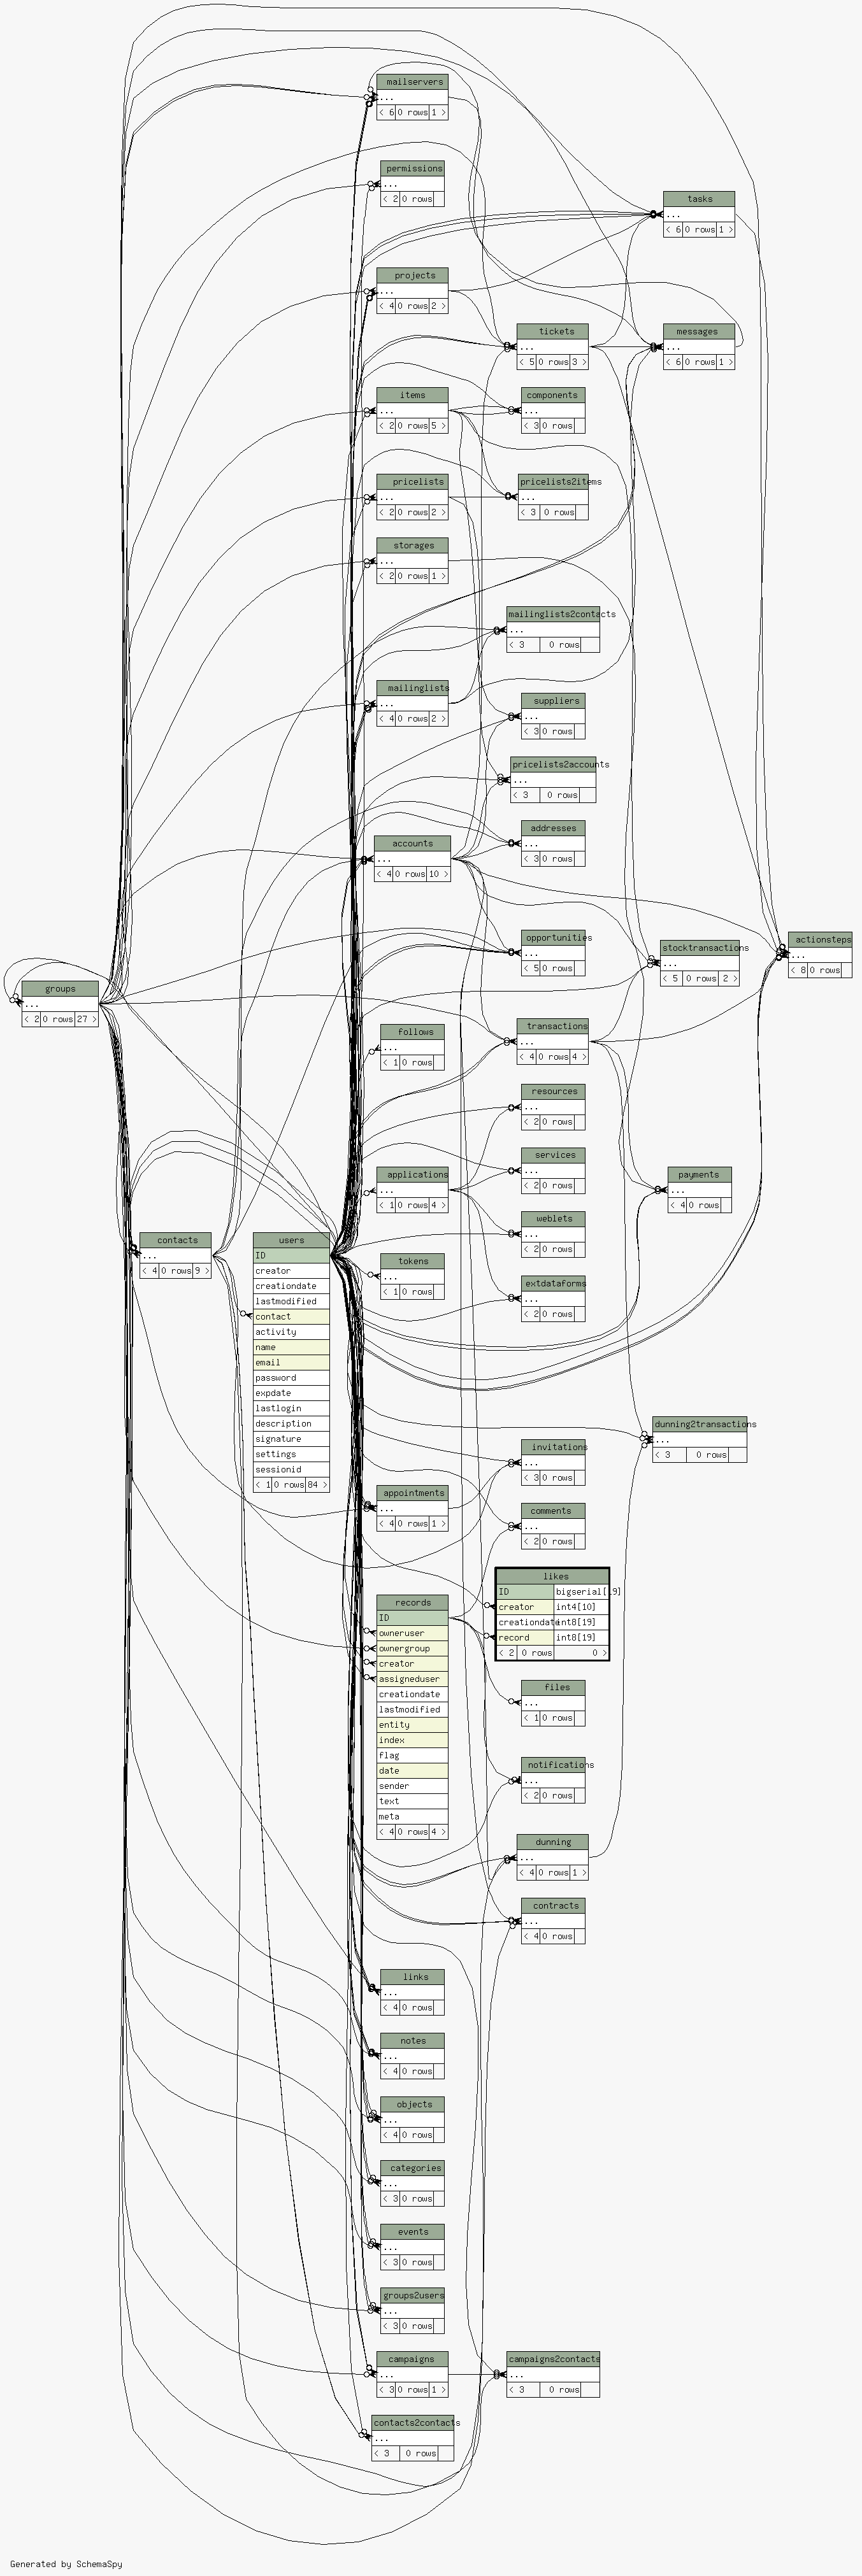 mailservers
...
< 6 0 rows 1 >
permissions
...
< 2 0 rows
tasks
...
< 6 0 rows 1 >
projects
...
< 4 0 rows 2 >
tickets
...
< 5 0 rows 3 >
messages
...
< 6 0 rows 1 >
items
...
< 2 0 rows 5 >
components
...
< 3 0 rows
pricelists
...
< 2 0 rows 2 >
pricelists2items
...
< 3 0 rows
storages
...
< 2 0 rows 1 >
mailinglists2contacts
...
< 3 0 rows
mailinglists
...
< 4 0 rows 2 >
suppliers
...
< 3 0 rows
pricelists2accounts
...
< 3 0 rows
accounts
...
< 4 0 rows 10 >
addresses
...
< 3 0 rows
opportunities
...
< 5 0 rows
stocktransactions
...
< 5 0 rows 2 >
actionsteps
...
< 8 0 rows
groups
...
< 2 0 rows 27 >
follows
...
< 1 0 rows
transactions
...
< 4 0 rows 4 >
resources
...
< 2 0 rows
services
...
< 2 0 rows
applications
...
< 1 0 rows 4 >
payments
...
< 4 0 rows
weblets
...
< 2 0 rows
contacts
...
< 4 0 rows 9 >
users
ID
creator
creationdate
lastmodified
contact
activity
name
email
password
expdate
lastlogin
description
signature
settings
sessionid
< 1 0 rows 84 >
tokens
...
< 1 0 rows
extdataforms
...
< 2 0 rows
dunning2transactions
...
< 3 0 rows
invitations
...
< 3 0 rows
appointments
...
< 4 0 rows 1 >
comments
...
< 2 0 rows
likes
ID bigserial[19]
creator int4[10]
creationdate int8[19]
record int8[19]
< 2 0 rows 0 >
records
ID
owneruser
ownergroup
creator
assigneduser
creationdate
lastmodified
entity
index
flag
date
sender
text
meta
< 4 0 rows 4 >
files
...
< 1 0 rows
notifications
...
< 2 0 rows
dunning
...
< 4 0 rows 1 >
contracts
...
< 4 0 rows
links
...
< 4 0 rows
notes
...
< 4 0 rows
objects
...
< 4 0 rows
categories
...
< 3 0 rows
events
...
< 3 0 rows
groups2users
...
< 3 0 rows
campaigns
...
< 3 0 rows 1 >
campaigns2contacts
...
< 3 0 rows
contacts2contacts
...
< 3 0 rows
Generated by SchemaSpy